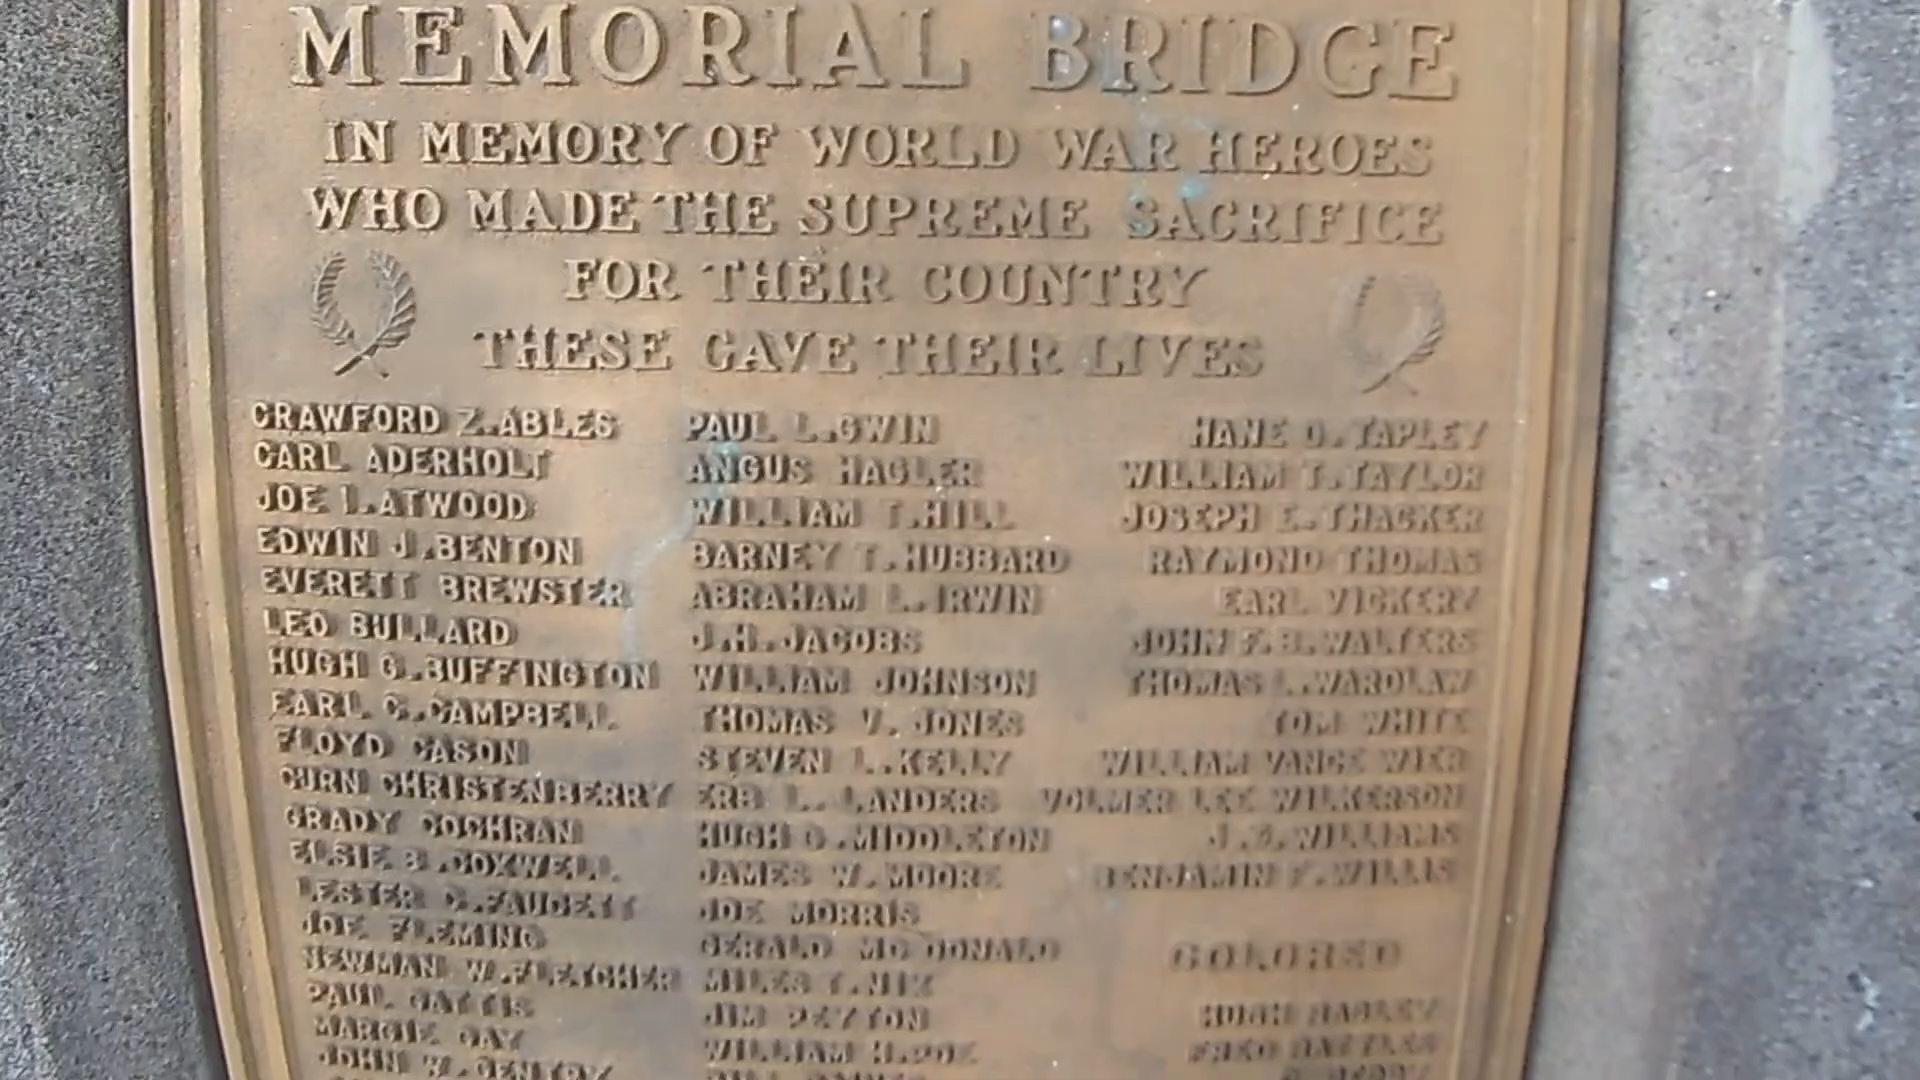 MEMORIAL BRIDGE
IN MEMORY OF WORLD WAR HEROES
WHO MADE THE SUPREME SACRIFICE
FOR THEIR COUNTRY
THESE GAVE THEIR LIVES
CRAWFORD Z. ABLES
CARL ADERHOLT
JOE I. ATWOOD
EDWIN J. BENTON
EVERETT BREWSTER
LEO BULLARD
HUGH G. BUFFINGTON
EARL C. CAMPBELL
FLOYD CASON
CURN CHRISTENBERRY
GRADY COCHRAN
ELSIE B. COXWELL
LESTER C. FAUCETT
JOE FLEMING
NEWMAN W. FLETCHER
PAUL GATTIS
MARGIE GAY
JOHN W. GENTRY
PAUL L. GWIN
ANGUS HAGLER
WILLIAM T. HILL
BARNEY T. HUBBARD
ABRAHAM L. IRWIN
J. H. JACOBS
WILLIAM JOHNSON
THOMAS V. JONES
STEVEN L. KELLY
ERB L. LANDERS
HUGH G. MIDDLETON
JAMES W. MOORE
JOE MORRIS
GERALD MC DONALD
MILES T. NIX
JIM PEYTON
WILLIAM H. POE
HANE O. TAPLEY
WILLIAM T. TAYLOR
JOSEPH E. THACKER
RAYMOND THOMAS
EARL VICKERY
JOHN F. B. WALTERS
THOMAS L. WARDLAW
TOM WHITE
WILLIAM VANCE WIER
VOLMER LEE WILKERSON
WILLIAMS
BENJAMIN F. WILLIS
COLORED
HUGH
FRED